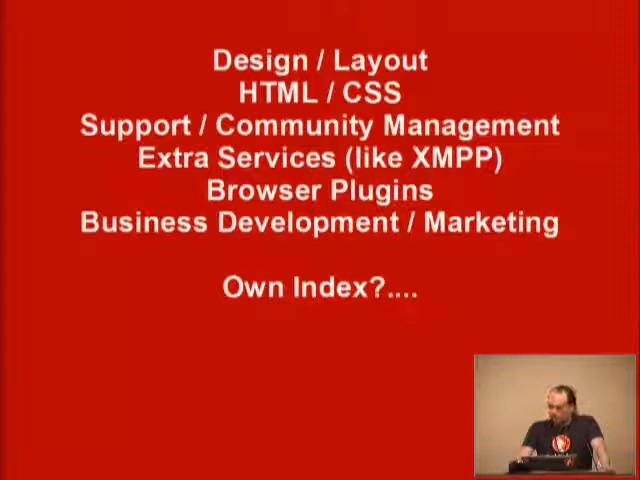 Design / Layout
HTML / CSS
Support / Community Management
Extra Services (like XMPP)
Browser Plugins
Business Development / Marketing
Own Index?....